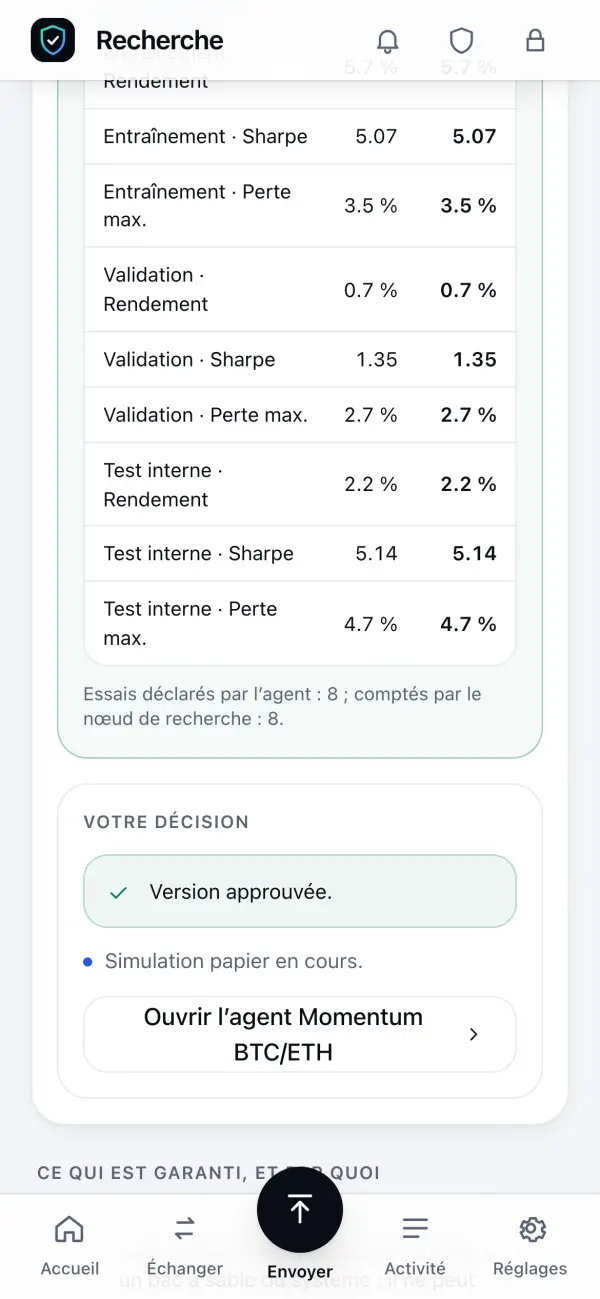 Recherche
Rendement
5.7 %
5.7 %
Entraînement · Sharpe
5.07
5.07
Entraînement · Perte
max.
3.5 %
3.5 %
Validation ·
Rendement
0.7 %
0.7 %
Validation · Sharpe
1.35
1.35
Validation · Perte max.
2.7 %
2.7 %
Test interne ·
Rendement
2.2 %
2.2 %
Test interne · Sharpe
5.14
5.14
Test interne · Perte
max.
4.7 %
4.7 %
Essais déclarés par l’agent : 8 ; comptés par le
nœud de recherche : 8.
VOTRE DÉCISION
Version approuvée.
Simulation papier en cours.
Ouvrir l’agent Momentum
BTC/ETH
CE QUI EST GARANTI, ET PAR QUOI
un bac à sable du système ; il ne peut
Accueil
Échanger
Envoyer
Activité
Réglages